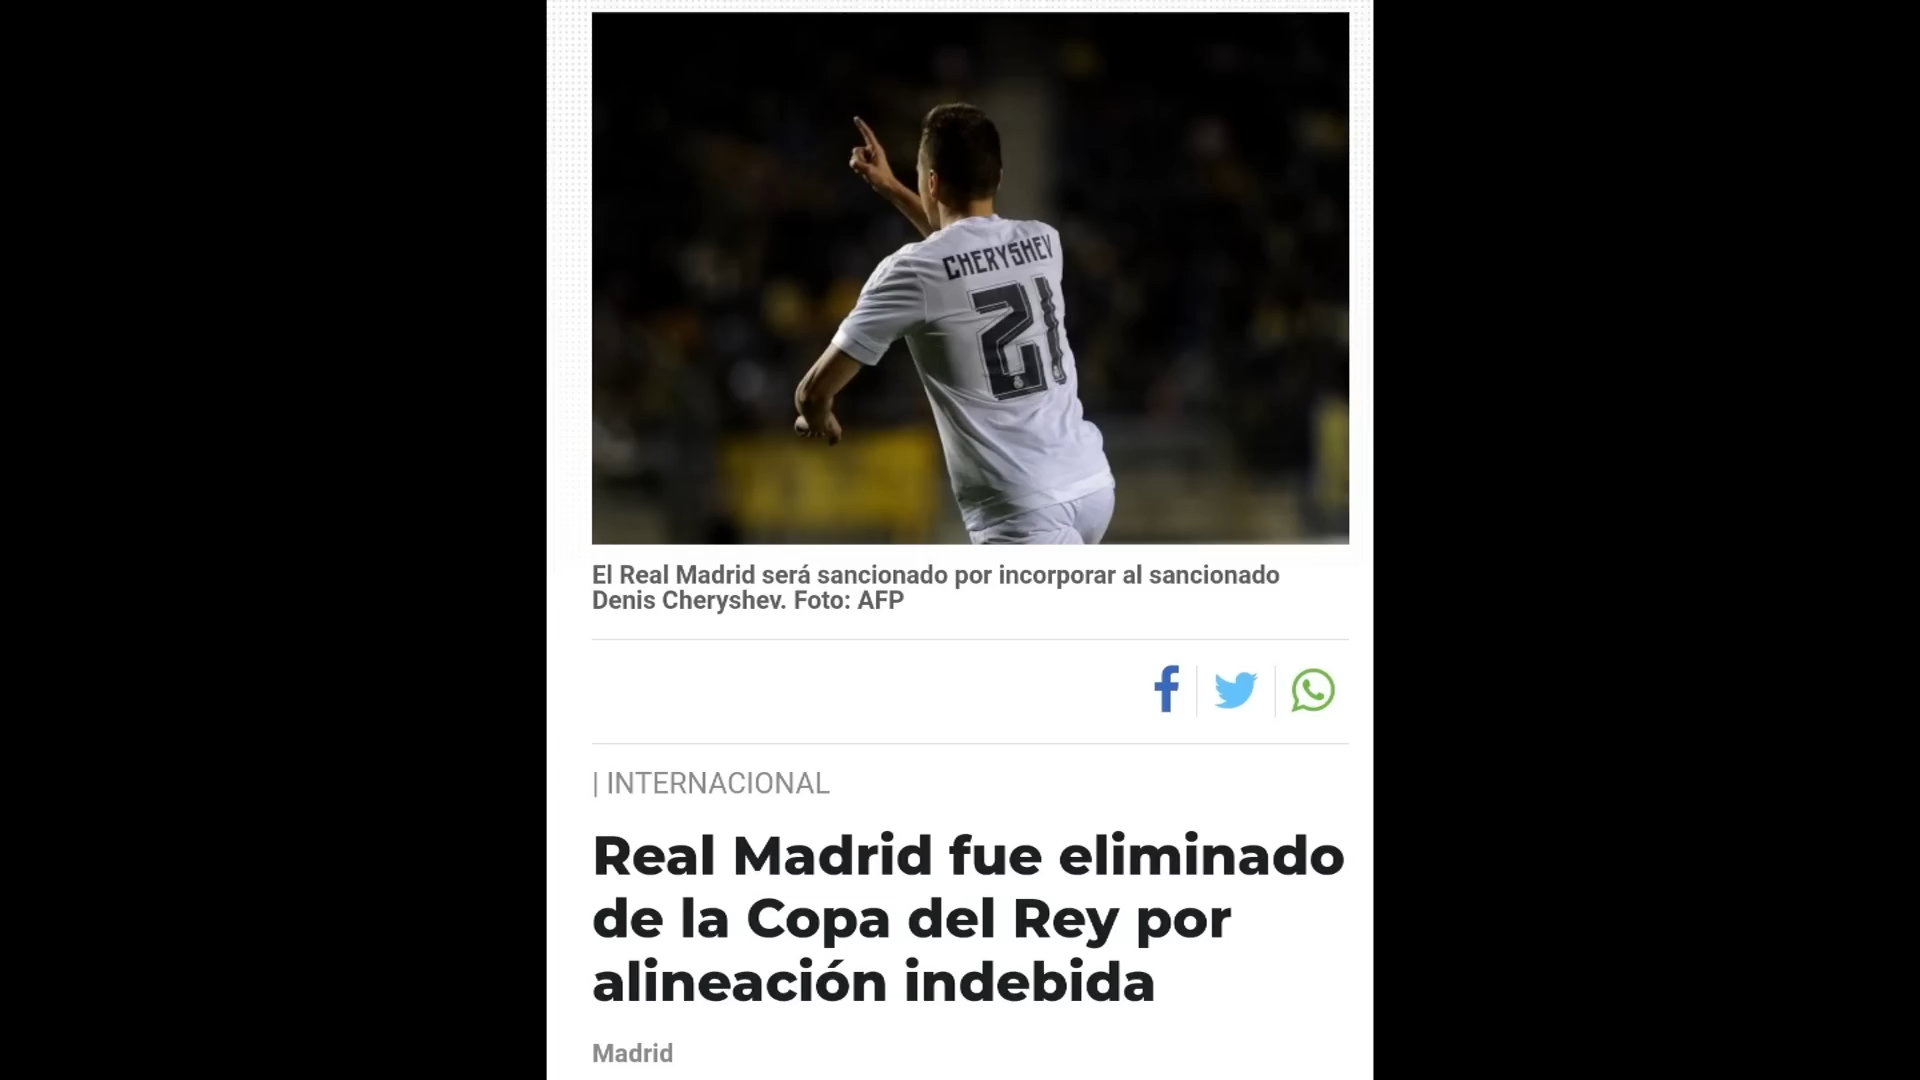 CHERYSHEV
21
El Real Madrid será sancionado por incorporar al sancionado
Denis Cheryshev. Foto: AFP
| INTERNACIONAL
Real Madrid fue eliminado
de la Copa del Rey por
alineación indebida
Madrid